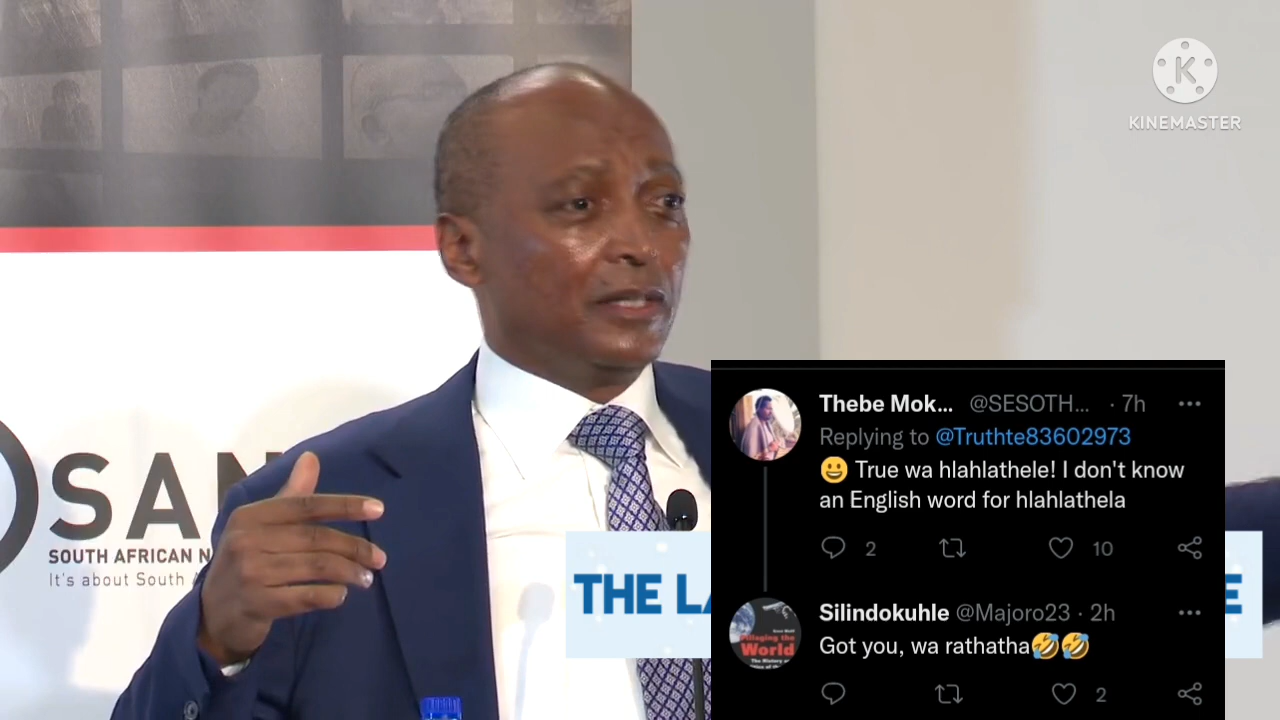 K
KINEMASTER
SAN
SOUTH AFRICAN N
It's about South A
THE LA
E
Thebe Mok... @SESOTH... · 7h
Replying to @Truthte83602973
😀 True wa hlahlathele! I don't know
an English word for hlahlathela
2 10
Silindokuhle @Majoro23 · 2h
Got you, wa rathatha🤣🤣
2
World